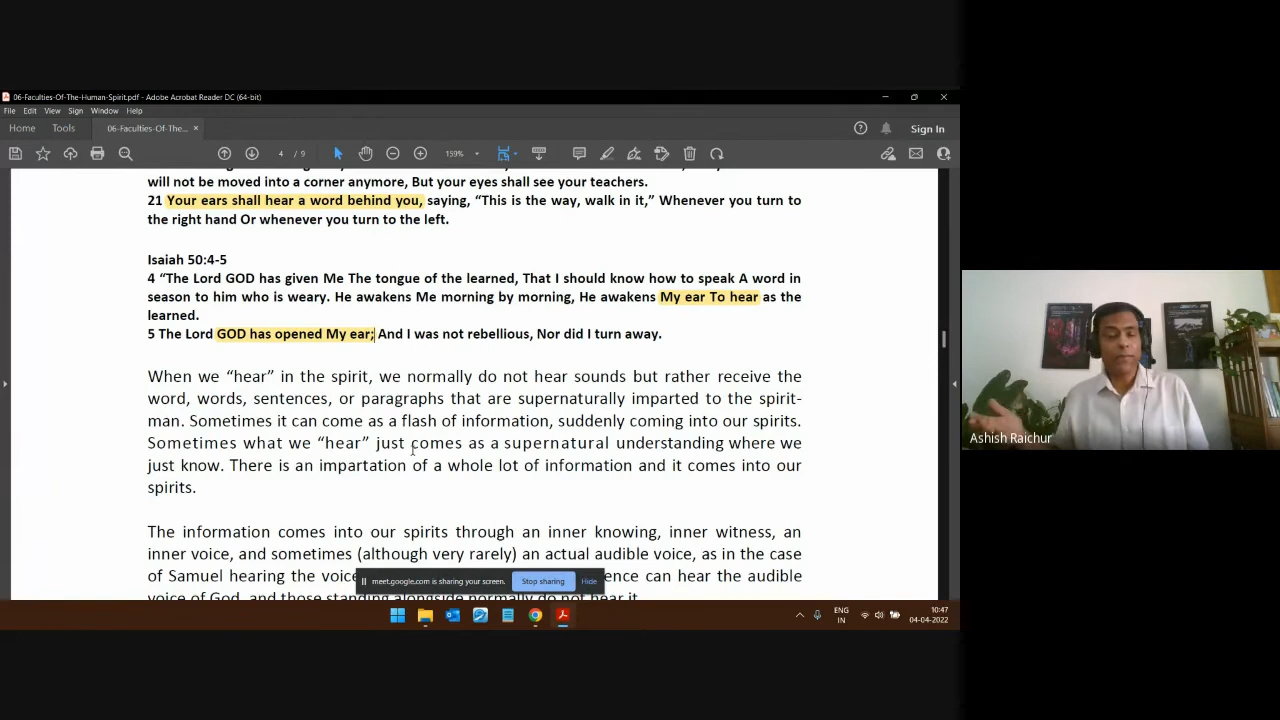 06-Faculties-Of-The-Human-Spirit.pdf - Adobe Acrobat Reader DC (64-bit)
File Edit View Sign Window Help
Home Tools 06-Faculties-Of-The... × Sign In
4 / 9 159%
will not be moved into a corner anymore, But your eyes shall see your teachers.
21 Your ears shall hear a word behind you, saying, “This is the way, walk in it,” Whenever you turn to
the right hand Or whenever you turn to the left.
Isaiah 50:4-5
4 “The Lord GOD has given Me The tongue of the learned, That I should know how to speak A word in
season to him who is weary. He awakens Me morning by morning, He awakens My ear To hear as the
learned.
5 The Lord GOD has opened My ear; And I was not rebellious, Nor did I turn away.
When we “hear” in the spirit, we normally do not hear sounds but rather receive the
word, words, sentences, or paragraphs that are supernaturally imparted to the spirit-
man. Sometimes it can come as a flash of information, suddenly coming into our spirits.
Sometimes what we “hear” just comes as a supernatural understanding where we
just know. There is an impartation of a whole lot of information and it comes into our
spirits.
The information comes into our spirits through an inner knowing, inner witness, an
inner voice, and sometimes (although very rarely) an actual audible voice, as in the case
of Samuel hearing the voice ence can hear the audible
voice of God, and those standing alongside normally do not hear it.
meet.google.com is sharing your screen. Stop sharing Hide
ENG
IN
10:47
04-04-2022
Ashish Raichur